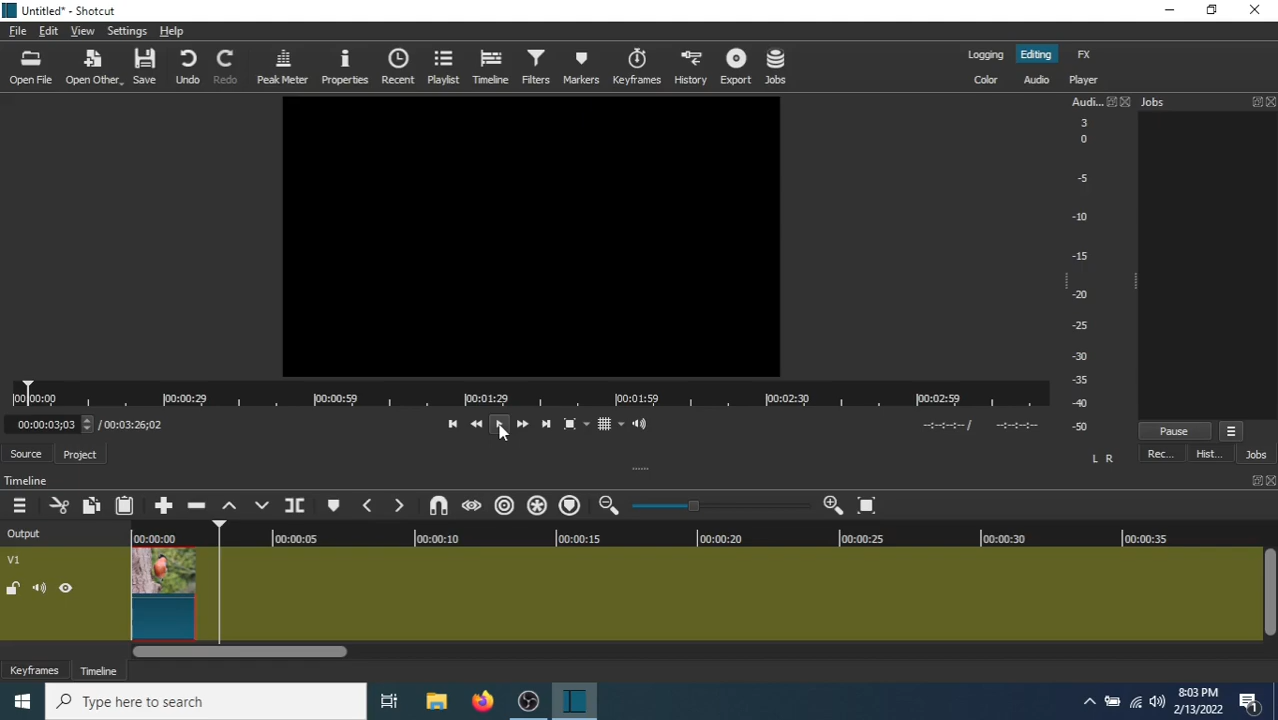 Untitled* - Shotcut
File Edit View Settings Help
Open File Open Other... Save Undo Redo Peak Meter Properties Recent Playlist Timeline Filters Markers Keyframes History Export Jobs
Logging Editing FX
Color Audio Player
Audi... Jobs
3
0
-5
-10
-15
-20
-25
-30
-35
-40
-50
L R
00:00:00 00:00:29 00:00:59 00:01:29 00:01:59 00:02:30 00:02:59
00:00:03;03 / 00:03:26;02 --:--:--:-- / --:--:--:--
Pause
Source Project Rec... Hist... Jobs
Timeline
Output 00:00:00 00:00:05 00:00:10 00:00:15 00:00:20 00:00:25 00:00:30 00:00:35
V1
Keyframes Timeline
Type here to search
8:03 PM
2/13/2022
1